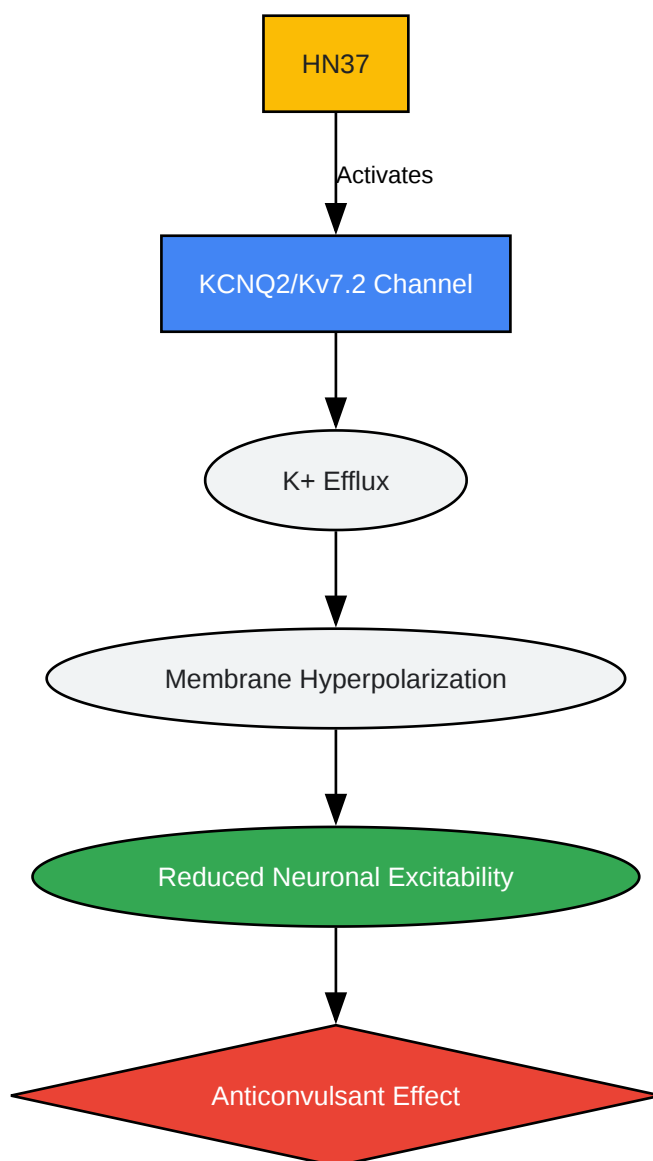 HN37
Activates
KCNQ2/Kv7.2 Channel
K+ Efflux
Membrane Hyperpolarization
Reduced Neuronal Excitability
Anticonvulsant Effect